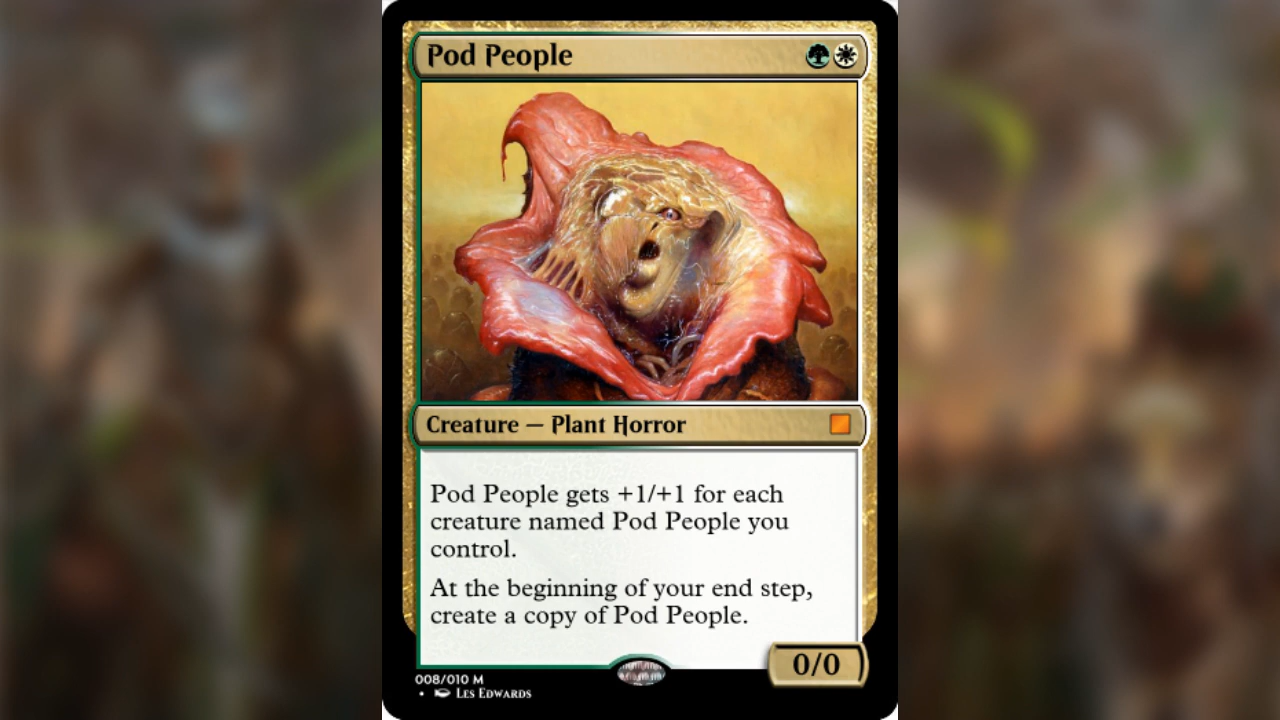 Pod People
Creature — Plant Horror
Pod People gets +1/+1 for each
creature named Pod People you
control.
At the beginning of your end step,
create a copy of Pod People.
0/0
008/010 M
• Les Edwards